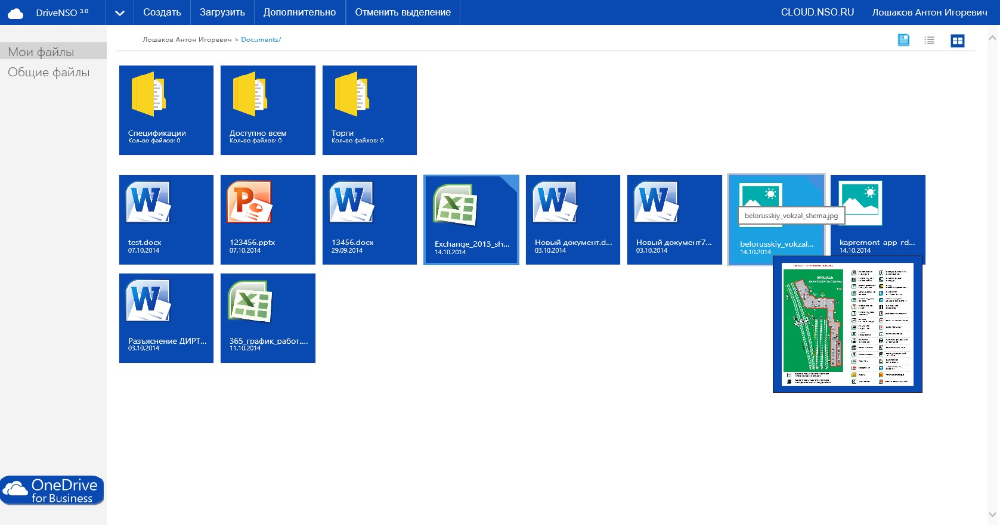 DriveNSO 3.0 Создать Загрузить Дополнительно Отменить выделение CLOUD.NSO.RU Лошаков Антон Игоревич
Лошаков Антон Игоревич > Documents/
Мои файлы
Общие файлы
Спецификации
Кол-во файлов: 0
Доступно всем
Кол-во файлов: 0
Торги
Кол-во файлов: 0
test.docx
07.10.2014
123456.pptx
07.10.2014
13456.docx
29.09.2014
Exchange_2013_sh...
14.10.2014
Новый документ.d...
03.10.2014
Новый документ7...
03.10.2014
belorusskiy_vokzal_shema.jpg
belorusskiy_vokzal...
14.10.2014
kapremont-app_rd...
14.10.2014
Разъяснение ДИРТ...
03.10.2014
365_график_работ....
11.10.2014
ПЛОЩАДЬ
ТВЕРСКОЙ ЗАСТАВЫ
OneDrive
for Business